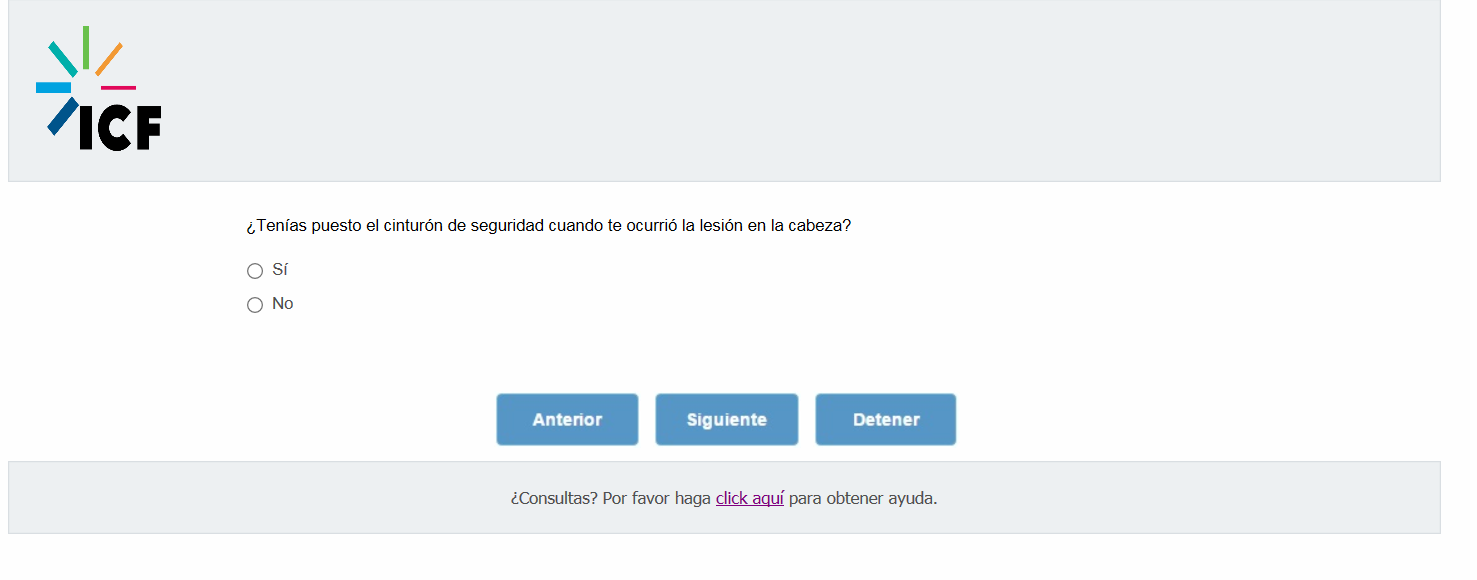 ICF
¿Tenías puesto el cinturón de seguridad cuando te ocurrió la lesión en la cabeza?
Sí
No
Anterior Siguiente Detener
¿Consultas? Por favor haga click aquí para obtener ayuda.